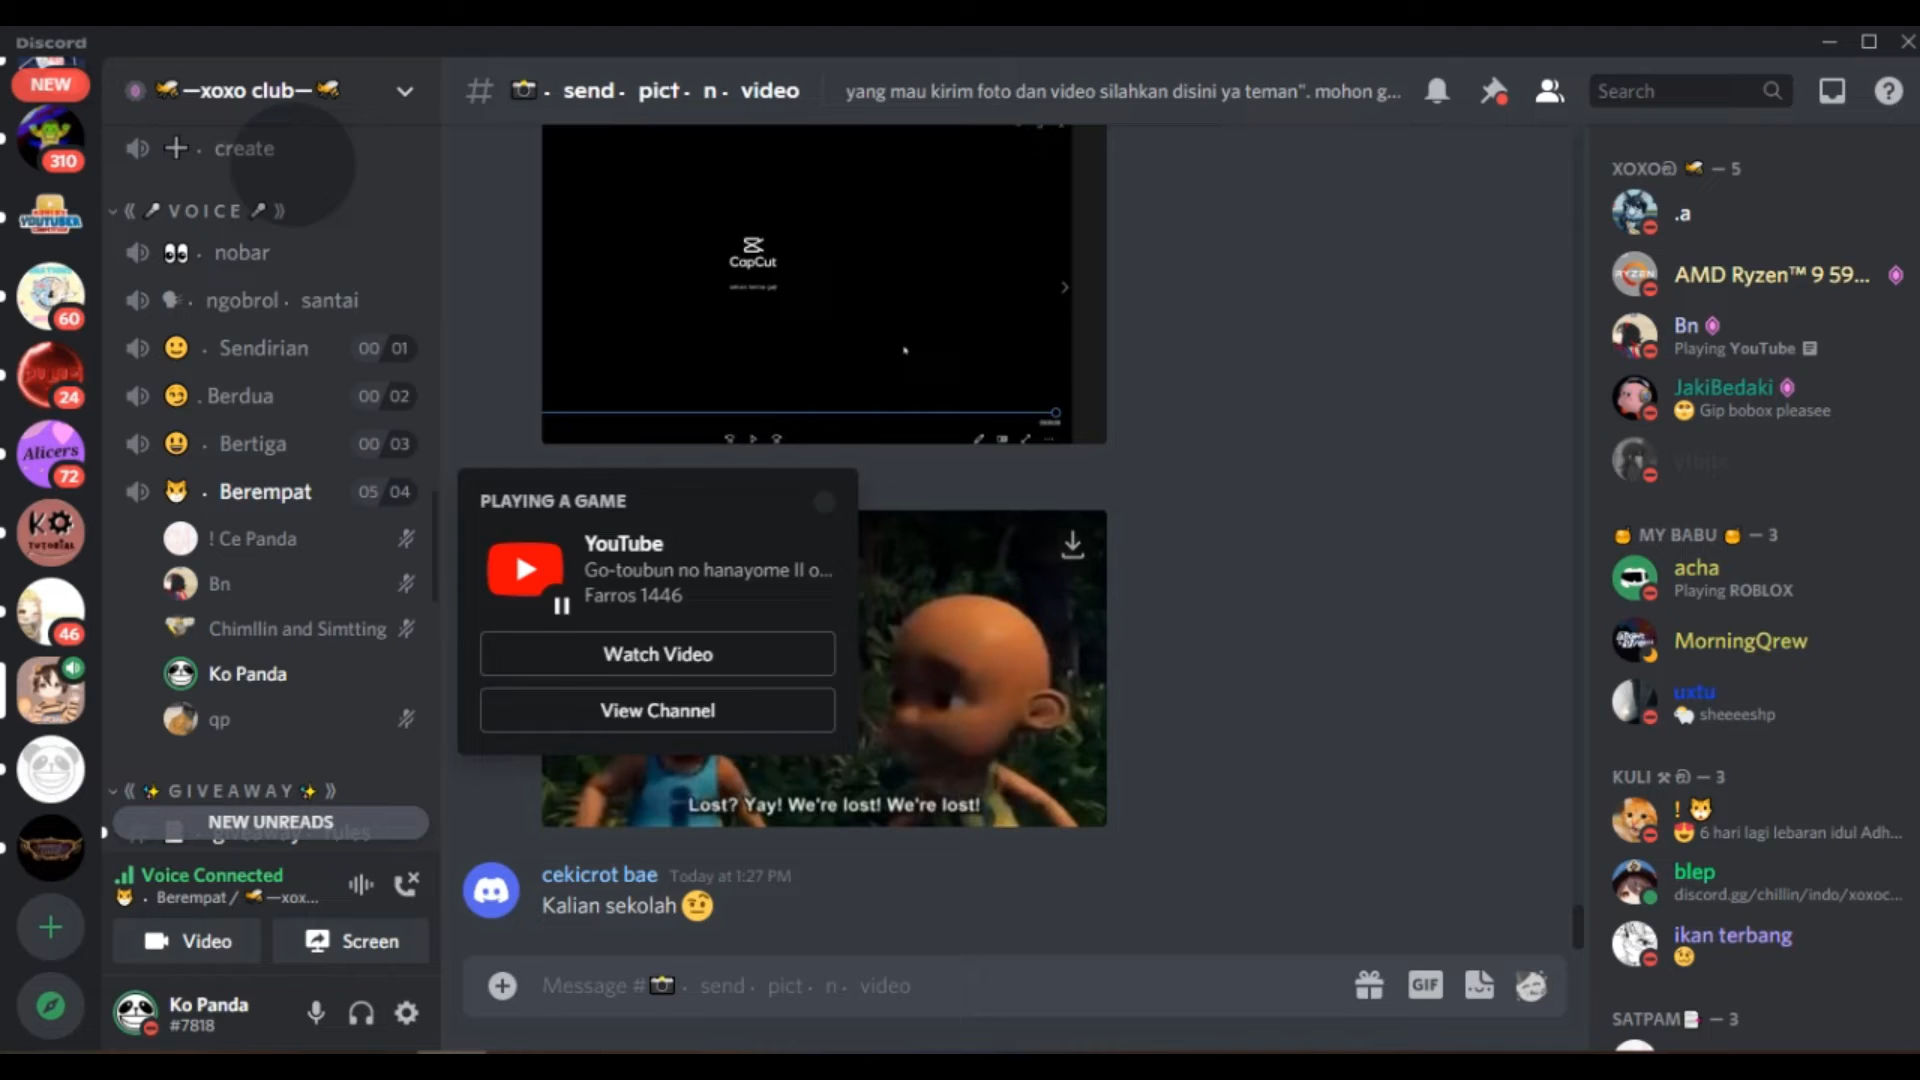 Discord
NEW
310
60
24
Alicers
72
KO
TUTORIAL
46
—xoxo club—
create
VOICE
nobar
ngobrol · santai
Sendirian 00 01
. Berdua 00 02
Bertiga 00 03
Berempat 05 04
! Ce Panda
Bn
Chimllin and Simtting
Ko Panda
qp
GIVEAWAY
NEW UNREADS
Voice Connected
. Berempat / —xox...
Video
Screen
Ko Panda
#7818
# 📷 · send · pict · n · video
yang mau kirim foto dan video silahkan disini ya teman". mohon g...
Search
CapCut
PLAYING A GAME
YouTube
Go-toubun no hanayome II o...
Farros 1446
Watch Video
View Channel
Lost? Yay! We're lost! We're lost!
cekicrot bae Today at 1:27 PM
Kalian sekolah 🤨
Message # 📷 · send · pict · n · video
GIF
XOXO — 5
.a
RYZEN
AMD Ryzen™ 9 59...
Bn
Playing YouTube
JakiBedaki
Gip bobox pleasee
MY BABU — 3
acha
Playing ROBLOX
MorningQrew
uxtu
sheeeeshp
KULI — 3
!
6 hari lagi lebaran idul Adh...
blep
discord.gg/chillin/indo/xoxoc...
ikan terbang
SATPAM — 3